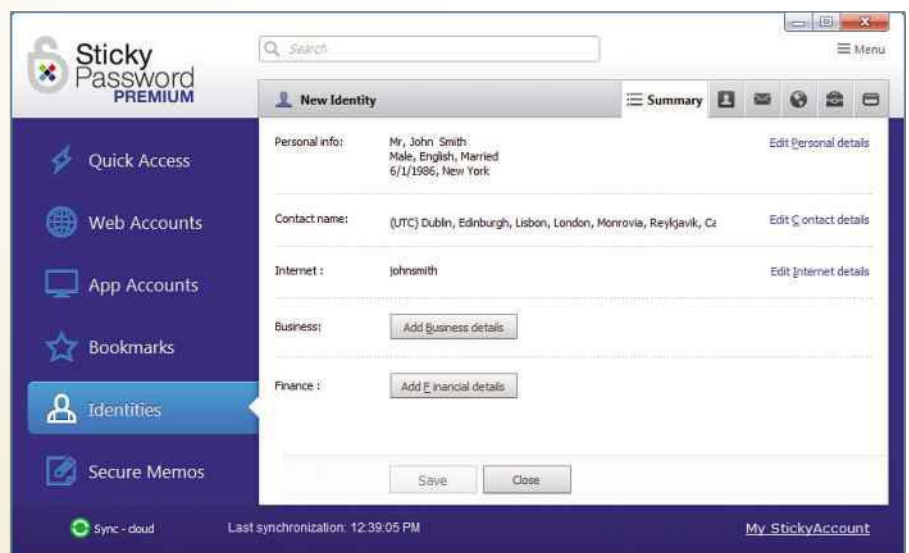 Sticky
Password
PREMIUM
Search
Menu
New Identity
Summary
Quick Access
Web Accounts
App Accounts
Bookmarks
Identities
Secure Memos
Personal info:
Mr, John Smith
Male, English, Married
6/1/1986, New York
Edit Personal details
Contact name:
(UTC) Dublin, Edinburgh, Lisbon, London, Monrovia, Reykjavik, Ca
Edit Contact details
Internet :
johnsmith
Edit Internet details
Business:
Add Business details
Finance :
Add Financial details
Save
Close
Sync - cloud
Last synchronization: 12:39:05 PM
My StickyAccount